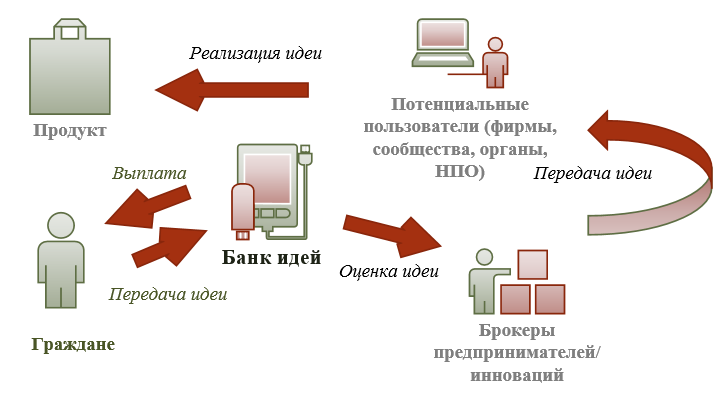 Реализация идеи
Потенциальные
пользователи (фирмы,
сообщества, органы,
НПО)
Продукт
Выплата
Передача идеи
Банк идей
Оценка идеи
Передача идеи
Граждане
Брокеры
предпринимателей/
инноваций